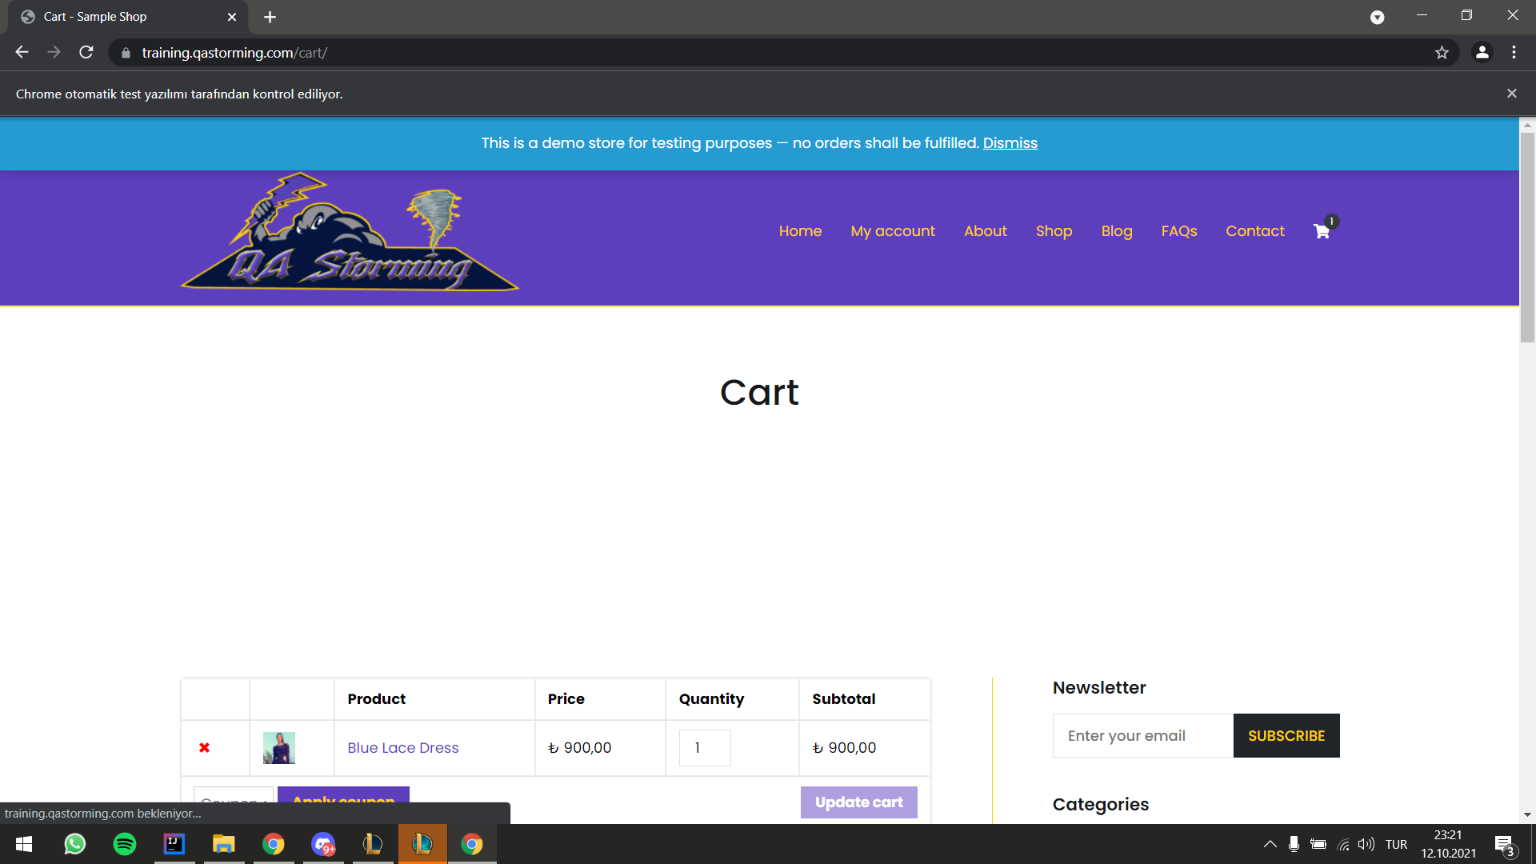 Cart - Sample Shop
training.qastorming.com/cart/
Chrome otomatik test yazılımı tarafından kontrol ediliyor.
This is a demo store for testing purposes — no orders shall be fulfilled. Dismiss
QA Storming
Home My account About Shop Blog FAQs Contact 1
Cart
Product Price Quantity Subtotal
Blue Lace Dress ₺ 900,00 1 ₺ 900,00
Apply coupon Update cart
Newsletter
Enter your email SUBSCRIBE
Categories
training.qastorming.com bekleniyor...
IJ 9+ TUR 23:21
12.10.2021 3